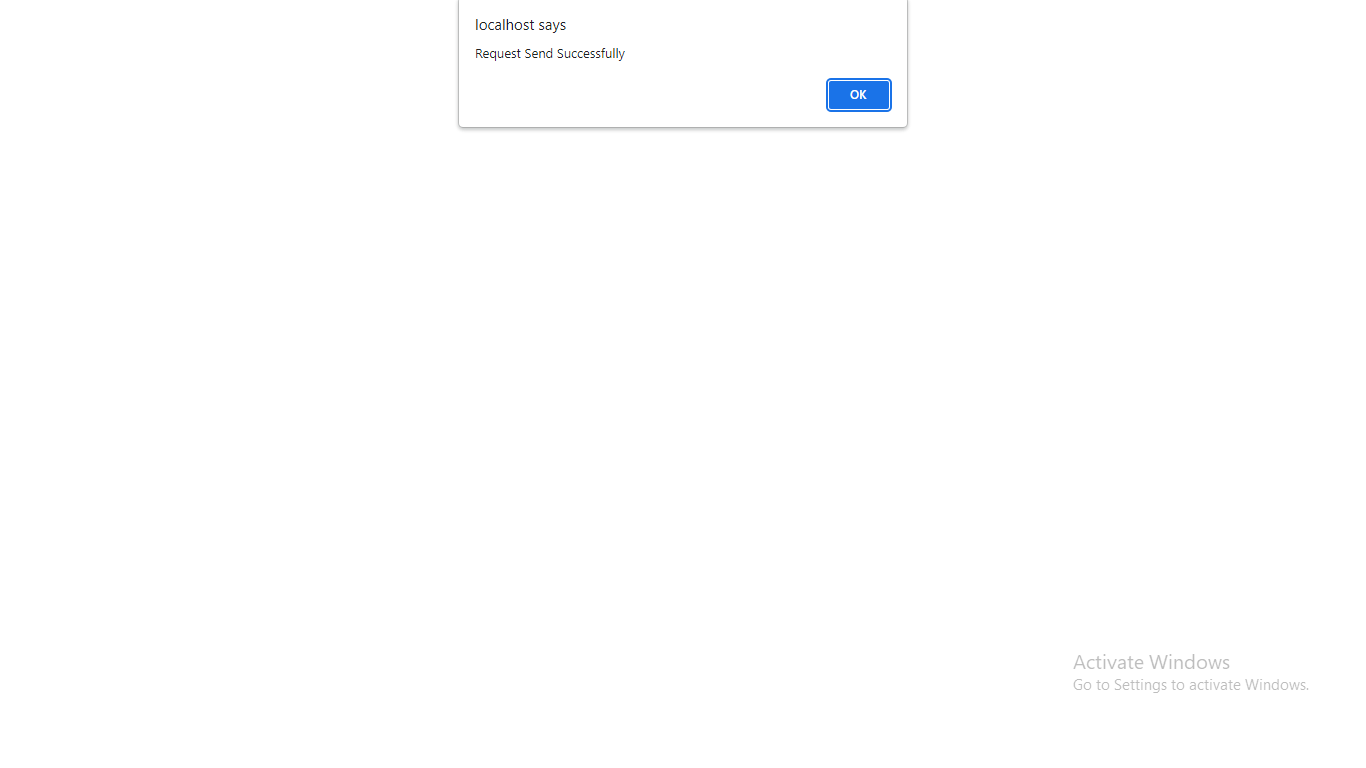 localhost says
Request Send Successfully
OK
Activate Windows
Go to Settings to activate Windows.